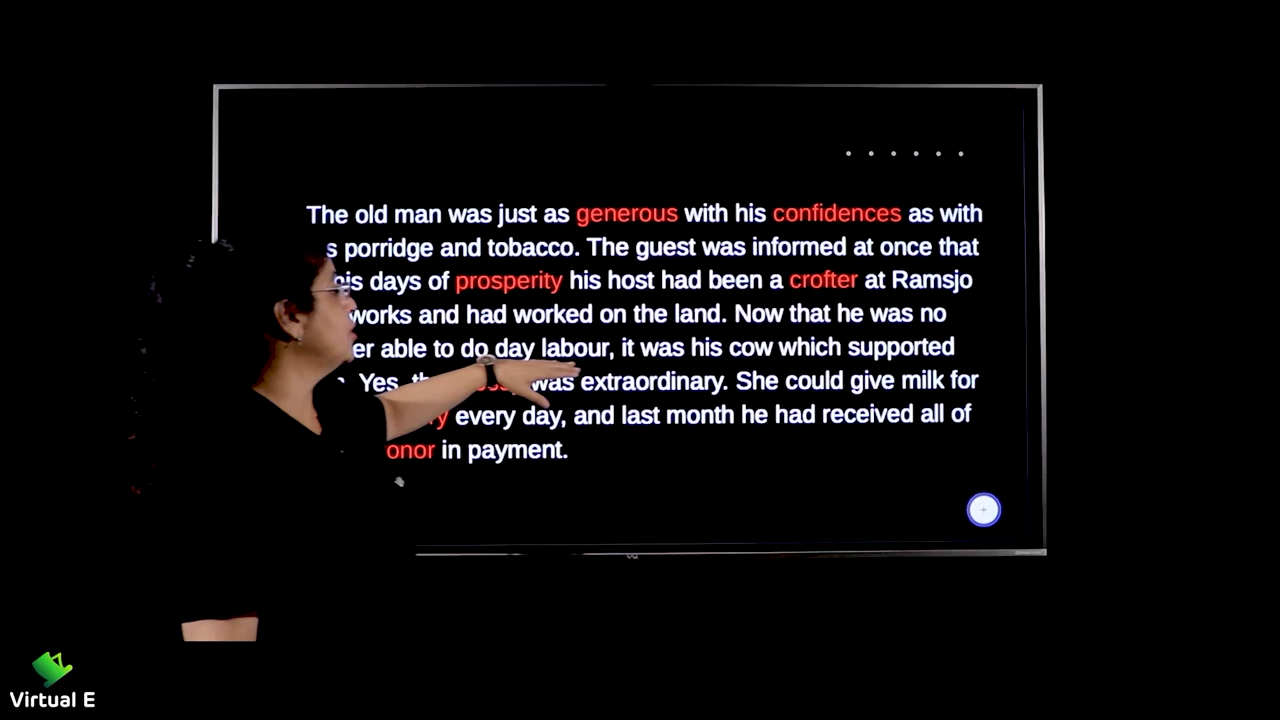 The old man was just as generous with his confidences as with
porridge and tobacco. The guest was informed at once that
days of prosperity his host had been a crofter at Ramsjo
works and had worked on the land. Now that he was no
able to do day labour, it was his cow which supported
Yes, was extraordinary. She could give milk for
every day, and last month he had received all of
in payment.
Virtual E